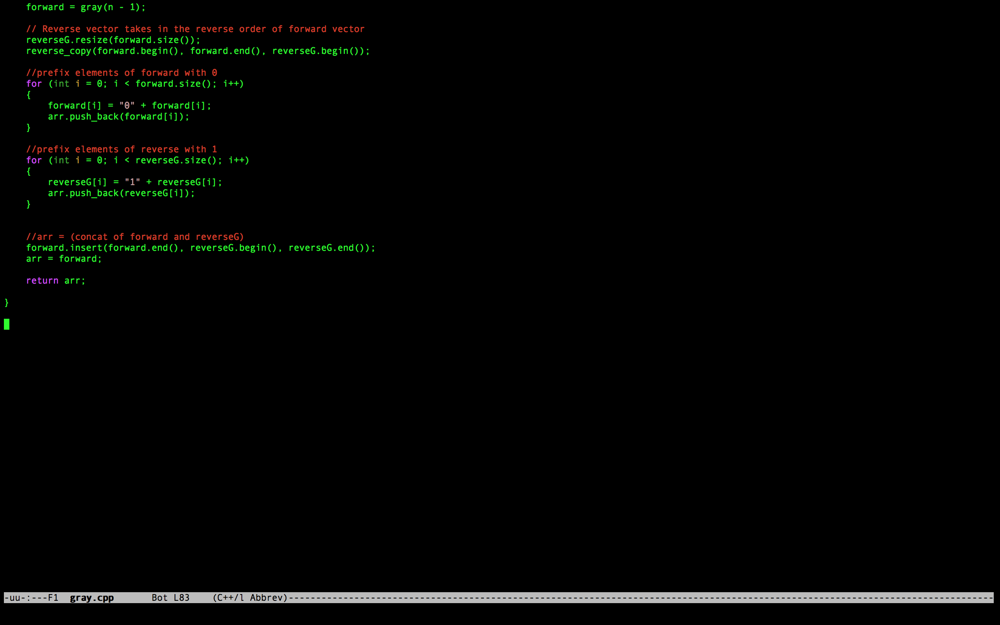 forward = gray(n - 1);
// Reverse vector takes in the reverse order of forward vector
reverseG.resize(forward.size());
reverse_copy(forward.begin(), forward.end(), reverseG.begin());
//prefix elements of forward with 0
for (int i = 0; i < forward.size(); i++)
{
forward[i] = "0" + forward[i];
arr.push_back(forward[i]);
}
//prefix elements of reverse with 1
for (int i = 0; i < reverseG.size(); i++)
{
reverseG[i] = "1" + reverseG[i];
arr.push_back(reverseG[i]);
}
//arr = (concat of forward and reverseG)
forward.insert(forward.end(), reverseG.begin(), reverseG.end());
arr = forward;
return arr;
}
-uu-:---F1  gray.cpp       Bot L83    (C++/l Abbrev)---------------------------------------------------------------------------------------------------------------------------------